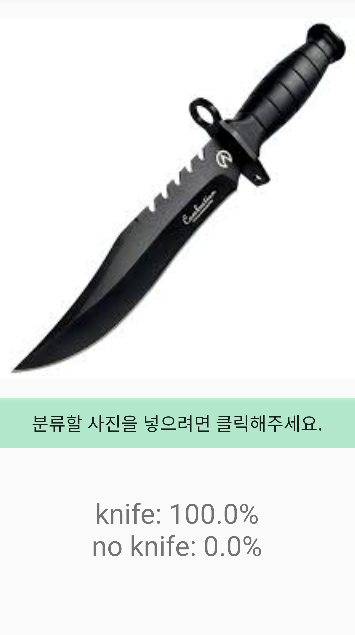 분류할 사진을 넣으려면 클릭해주세요.
knife: 100.0%
no knife: 0.0%